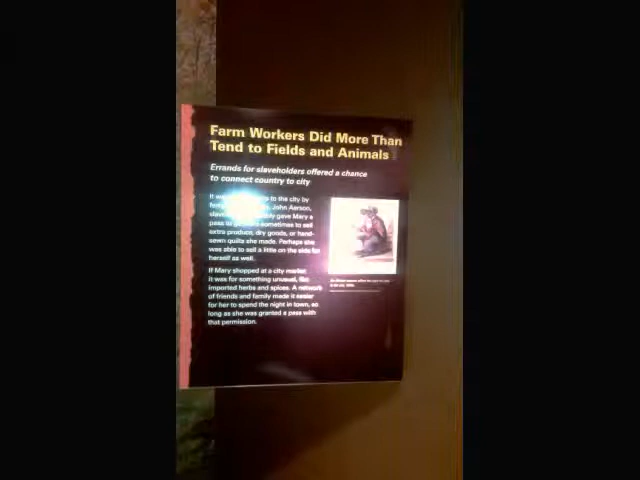 Farm Workers Did More Than
Tend to Fields and Animals
Errands for slaveholders offered a chance
to connect country to city
It to the city by
John Aerson,
gave Mary a
pass to sometimes to sell
extra produce, dry goods, or hand-
sewn quilts she made. Perhaps she
was able to sell a little on the side for
herself as well.
If Mary shopped at a city market
it was for something unusual, like
imported herbs and spices. A network
of friends and family made it easier
for her to spend the night in town, so
long as she was granted a pass with
that permission.